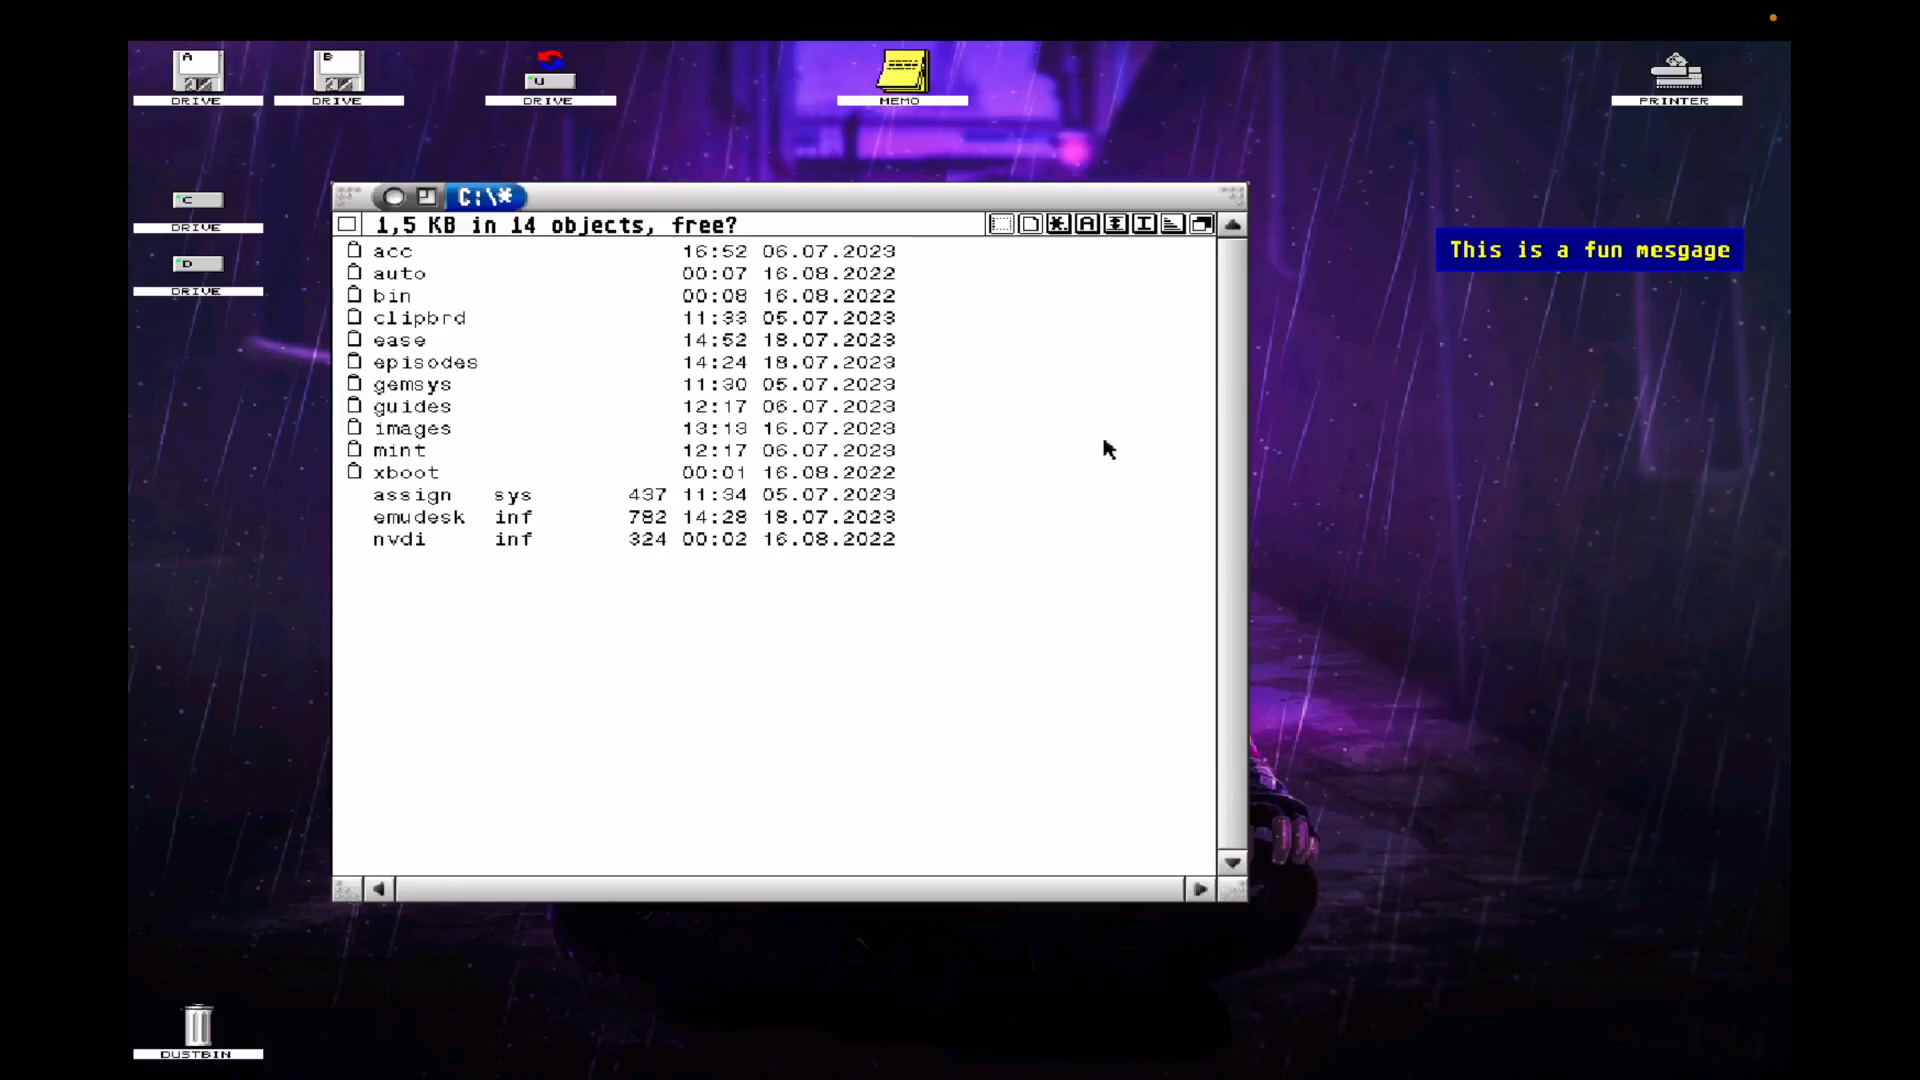 A
DRIVE
B
DRIVE
U
DRIVE
MEMO
PRINTER
C
DRIVE
D
DRIVE
C:\*
1,5 KB in 14 objects, free?
acc 16:52 06.07.2023
auto 00:07 16.08.2022
bin 00:08 16.08.2022
clipbrd 11:33 05.07.2023
ease 14:52 18.07.2023
episodes 14:24 18.07.2023
gemsys 11:30 05.07.2023
guides 12:17 06.07.2023
images 13:13 16.07.2023
mint 12:17 06.07.2023
xboot 00:01 16.08.2022
assign sys 437 11:34 05.07.2023
emudesk inf 782 14:28 18.07.2023
nvdi inf 324 00:02 16.08.2022
This is a fun mesgage
DUSTBIN